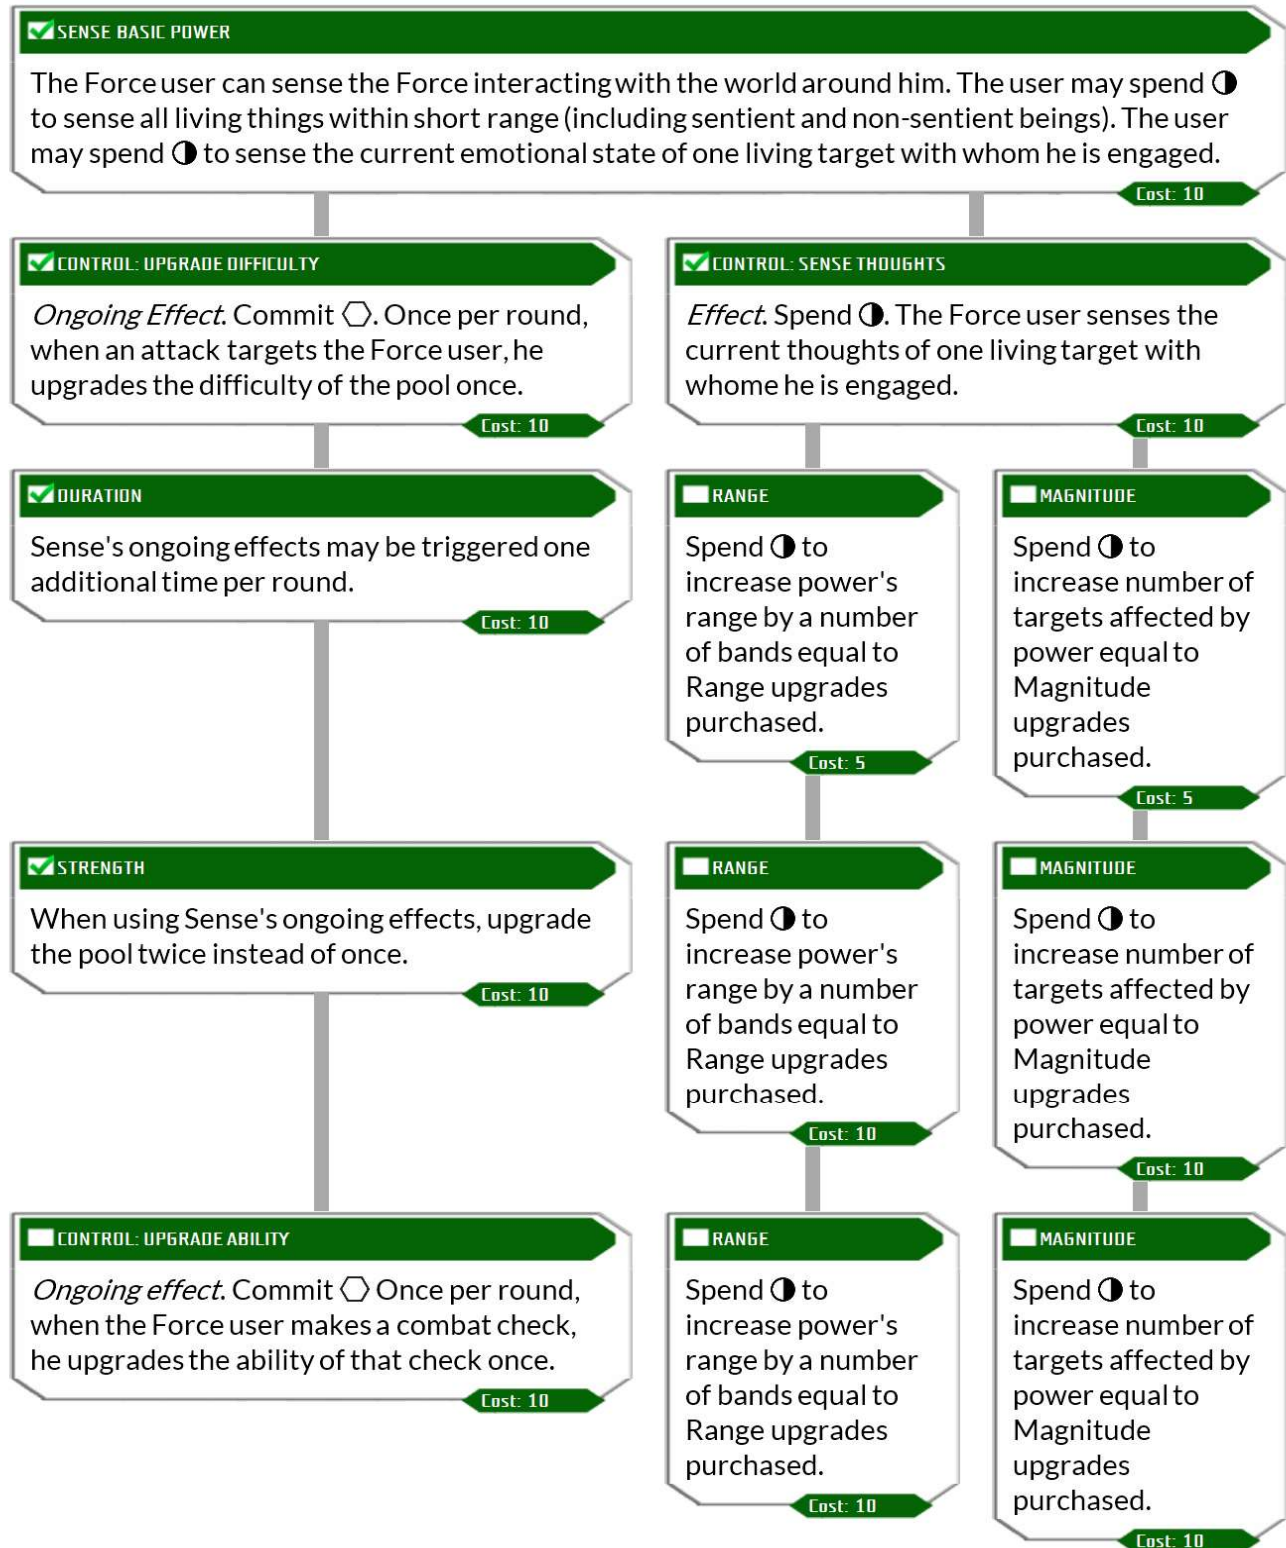 SENSE BASIC POWER
The Force user can sense the Force interacting with the world around him. The user may spend ◑
to sense all living things within short range (including sentient and non-sentient beings). The user
may spend ◑ to sense the current emotional state of one living target with whom he is engaged.
Cost: 10
CONTROL: UPGRADE DIFFICULTY
Ongoing Effect. Commit ⬡. Once per round,
when an attack targets the Force user, he
upgrades the difficulty of the pool once.
Cost: 10
CONTROL: SENSE THOUGHTS
Effect. Spend ◑. The Force user senses the
current thoughts of one living target with
whome he is engaged.
Cost: 10
DURATION
Sense's ongoing effects may be triggered one
additional time per round.
Cost: 10
RANGE
Spend ◑ to
increase power's
range by a number
of bands equal to
Range upgrades
purchased.
Cost: 5
MAGNITUDE
Spend ◑ to
increase number of
targets affected by
power equal to
Magnitude
upgrades
purchased.
Cost: 5
STRENGTH
When using Sense's ongoing effects, upgrade
the pool twice instead of once.
Cost: 10
RANGE
Spend ◑ to
increase power's
range by a number
of bands equal to
Range upgrades
purchased.
Cost: 10
MAGNITUDE
Spend ◑ to
increase number of
targets affected by
power equal to
Magnitude
upgrades
purchased.
Cost: 10
CONTROL: UPGRADE ABILITY
Ongoing effect. Commit ⬡ Once per round,
when the Force user makes a combat check,
he upgrades the ability of that check once.
Cost: 10
RANGE
Spend ◑ to
increase power's
range by a number
of bands equal to
Range upgrades
purchased.
Cost: 10
MAGNITUDE
Spend ◑ to
increase number of
targets affected by
power equal to
Magnitude
upgrades
purchased.
Cost: 10